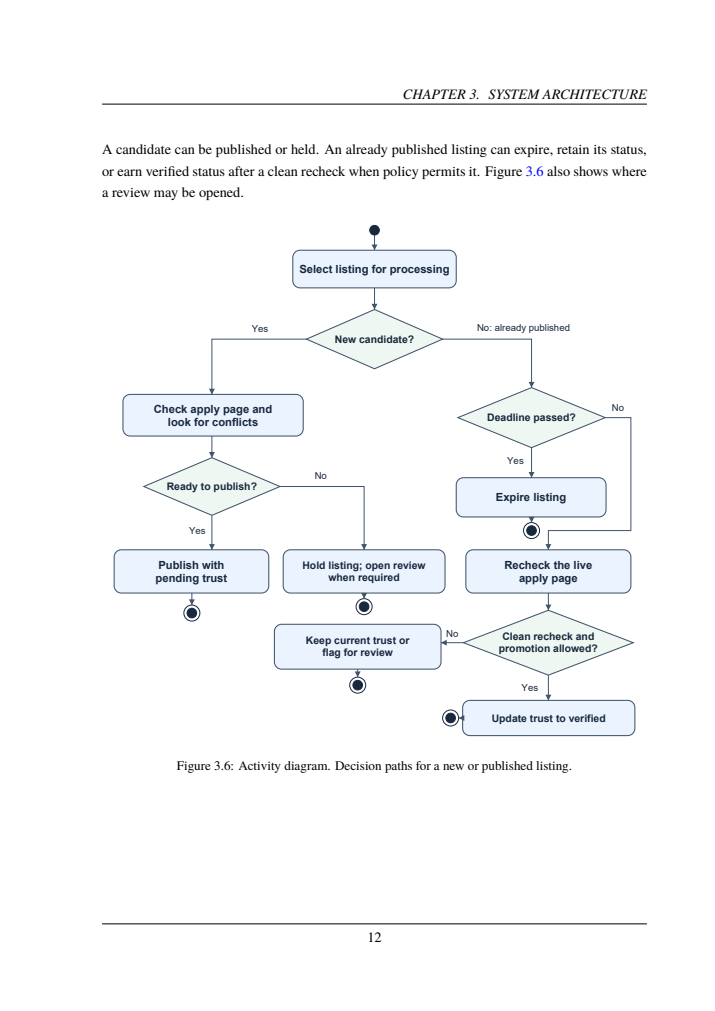 CHAPTER 3. SYSTEM ARCHITECTURE
A candidate can be published or held. An already published listing can expire, retain its status,
or earn verified status after a clean recheck when policy permits it. Figure 3.6 also shows where
a review may be opened.
Select listing for processing
New candidate?
Yes
No: already published
Check apply page and
look for conflicts
Deadline passed?
No
Yes
Ready to publish?
No
Yes
Expire listing
Publish with
pending trust
Hold listing; open review
when required
Recheck the live
apply page
Keep current trust or
flag for review
No
Clean recheck and
promotion allowed?
Yes
Update trust to verified
Figure 3.6: Activity diagram. Decision paths for a new or published listing.
12